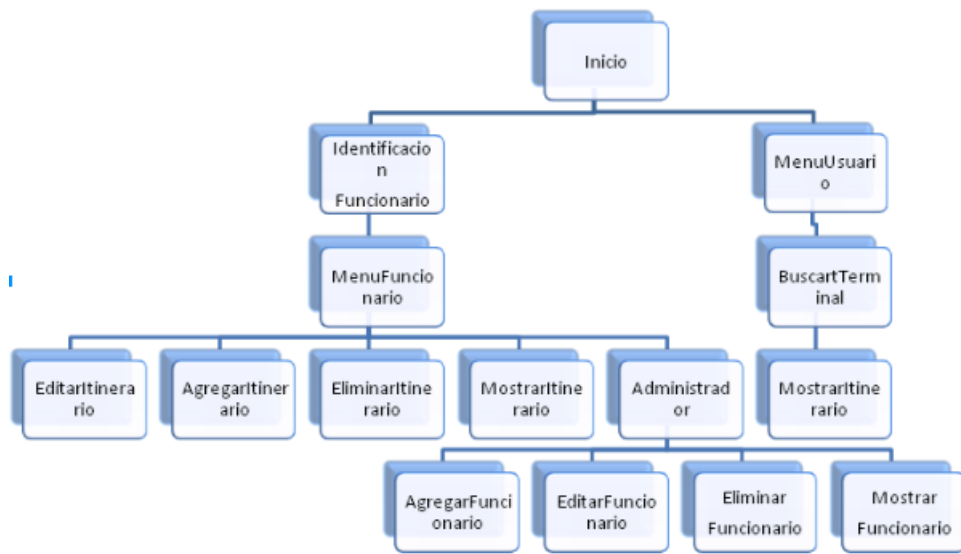 Inicio
Identificacio
n
Funcionario
MenuUsuari
o
MenuFuncio
nario
BuscartTerm
inal
EditarItinera
rio
AgregarItiner
ario
EliminarItine
rario
MostrarItine
rario
Administrad
or
MostrarItine
rario
AgregarFunci
onario
EditarFuncio
nario
Eliminar
Funcionario
Mostrar
Funcionario